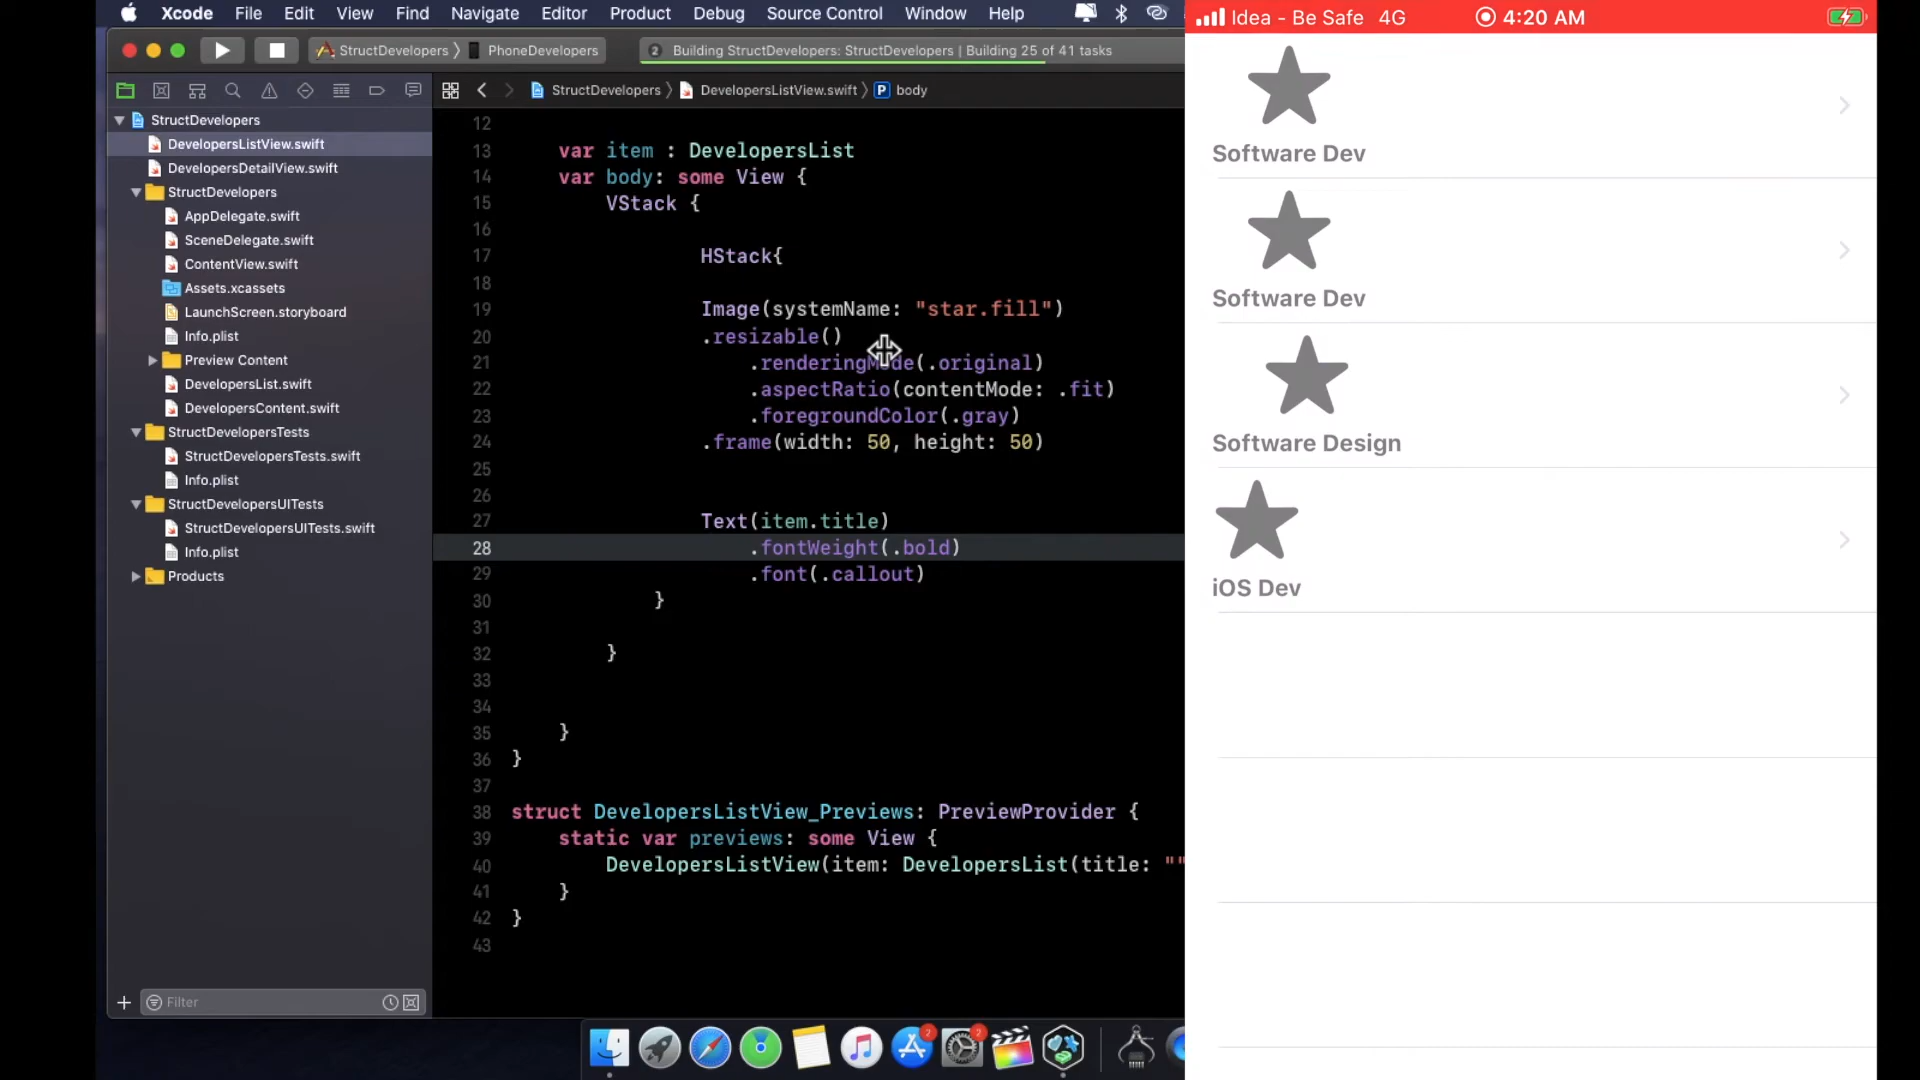 Xcode File Edit View Find Navigate Editor Product Debug Source Control Window Help
StructDevelopers PhoneDevelopers
2 Building StructDevelopers: StructDevelopers | Building 25 of 41 tasks
StructDevelopers DevelopersListView.swift P body
StructDevelopers
DevelopersListView.swift
DevelopersDetailView.swift
StructDevelopers
AppDelegate.swift
SceneDelegate.swift
ContentView.swift
Assets.xcassets
LaunchScreen.storyboard
Info.plist
Preview Content
DevelopersList.swift
DevelopersContent.swift
StructDevelopersTests
StructDevelopersTests.swift
Info.plist
StructDevelopersUITests
StructDevelopersUITests.swift
Info.plist
Products
Filter
12
13 var item : DevelopersList
14 var body: some View {
15 VStack {
16
17 HStack{
18
19 Image(systemName: "star.fill")
20 .resizable()
21 .renderingMode(.original)
22 .aspectRatio(contentMode: .fit)
23 .foregroundColor(.gray)
24 .frame(width: 50, height: 50)
25
26
27 Text(item.title)
28 .fontWeight(.bold)
29 .font(.callout)
30 }
31
32 }
33
34
35 }
36 }
37
38 struct DevelopersListView_Previews: PreviewProvider {
39 static var previews: some View {
40 DevelopersListView(item: DevelopersList(title: ""
41 }
42 }
43
2 2
Idea - Be Safe 4G 4:20 AM
Software Dev
Software Dev
Software Design
iOS Dev